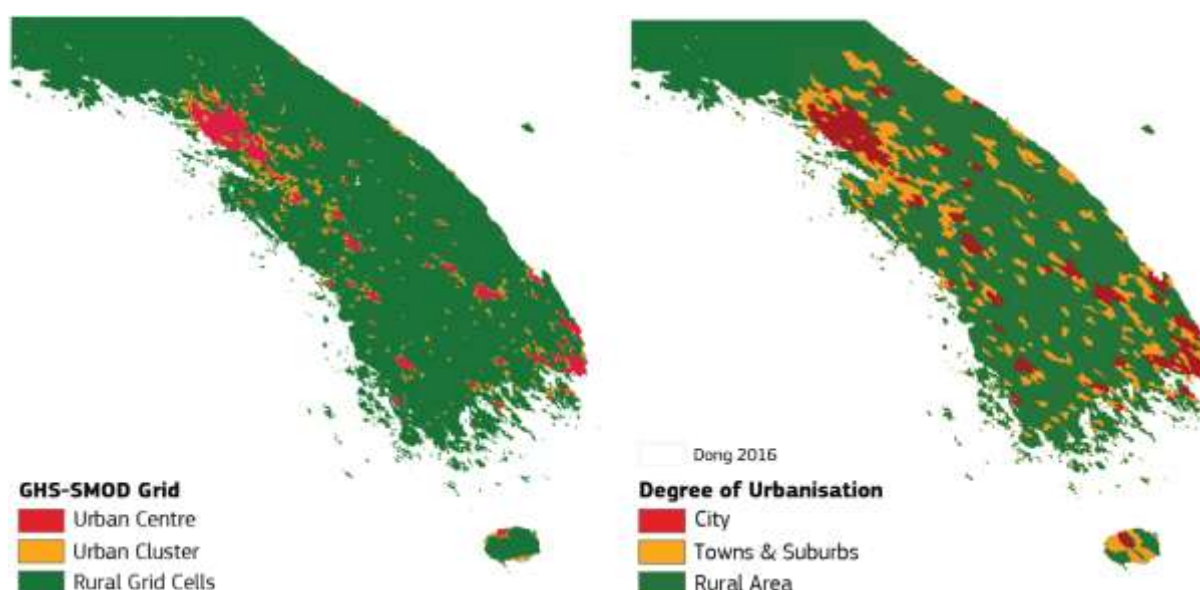 GHS-SMOD Grid
Urban Centre
Urban Cluster
Rural Grid Cells
Dong 2016
Degree of Urbanisation
City
Towns & Suburbs
Rural Area